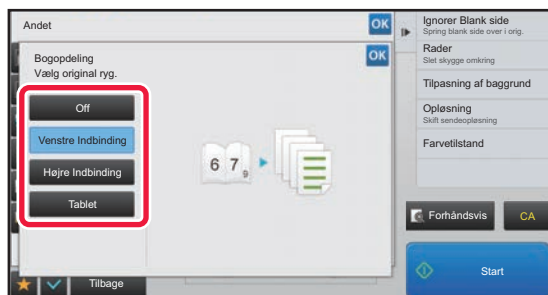 Andet
OK
Bogopdeling
OK
Vælg original ryg.
Off
Venstre Indbinding
Højre Indbinding
Tablet
6 7 9
Tilbage
Ignorer Blank side
Spring blank side over i orig.
Rader
Slet skygge omkring
Tilpasning af baggrund
Opløsning
Skift sendeopløsning
Farvetilstand
Forhåndsvis
CA
Start